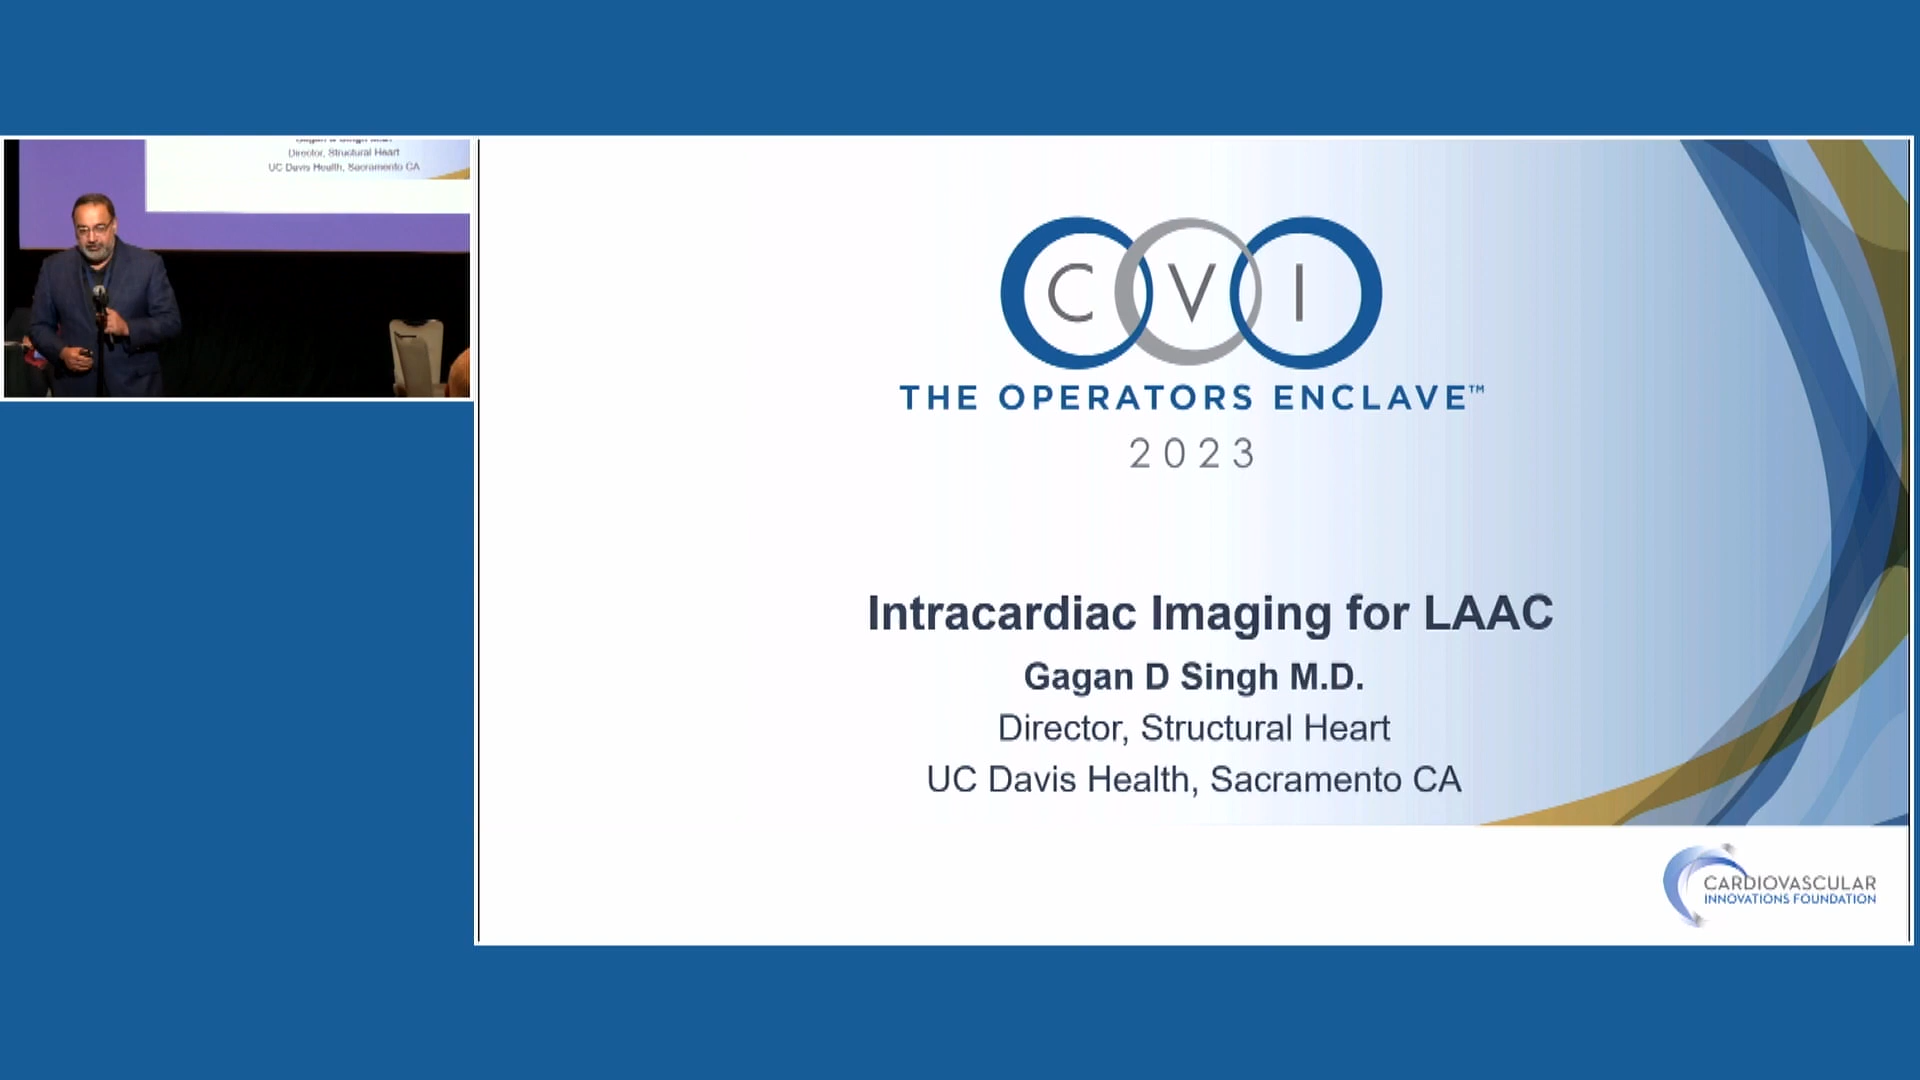 Director, Structural Heart
UC Davis Health, Sacramento CA
C V I
THE OPERATORS ENCLAVE™
2023
Intracardiac Imaging for LAAC
Gagan D Singh M.D.
Director, Structural Heart
UC Davis Health, Sacramento CA
CARDIOVASCULAR
INNOVATIONS FOUNDATION